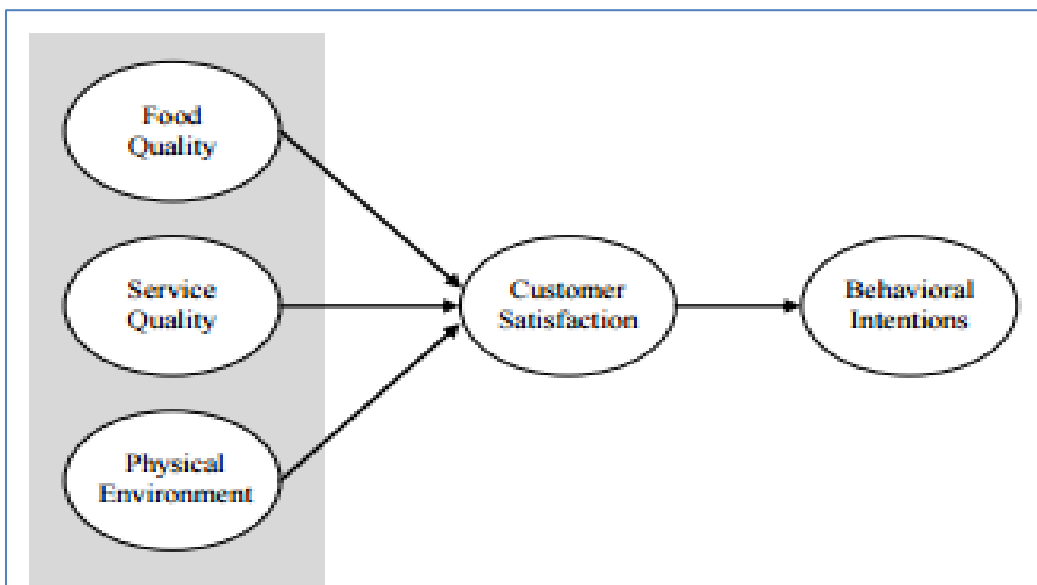 Food
Quality
Service
Quality
Physical
Environment
Customer
Satisfaction
Behavioral
Intentions